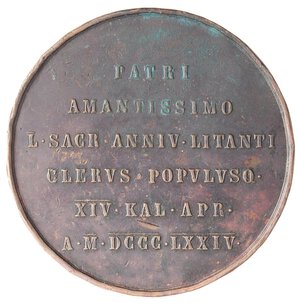 PATRI
AMANTISSIMO
L·SACR·ANNIV·LITANTI
CLERVS·POPVLVSQ·
XIV·KAL·APR·
A·M·DCCC·LXXIV·